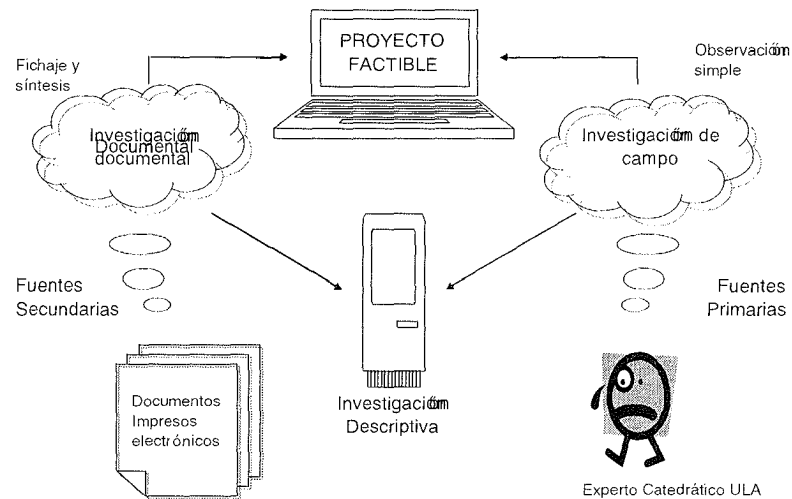 PROYECTO
FACTIBLE
Fichaje y
síntesis
Observación
simple
Investigación
Documental
documental
Investigación de
campo
Fuentes
Secundarias
Fuentes
Primarias
Documentos
Impresos
electrónicos
Investigación
Descriptiva
Experto Catedrático ULA